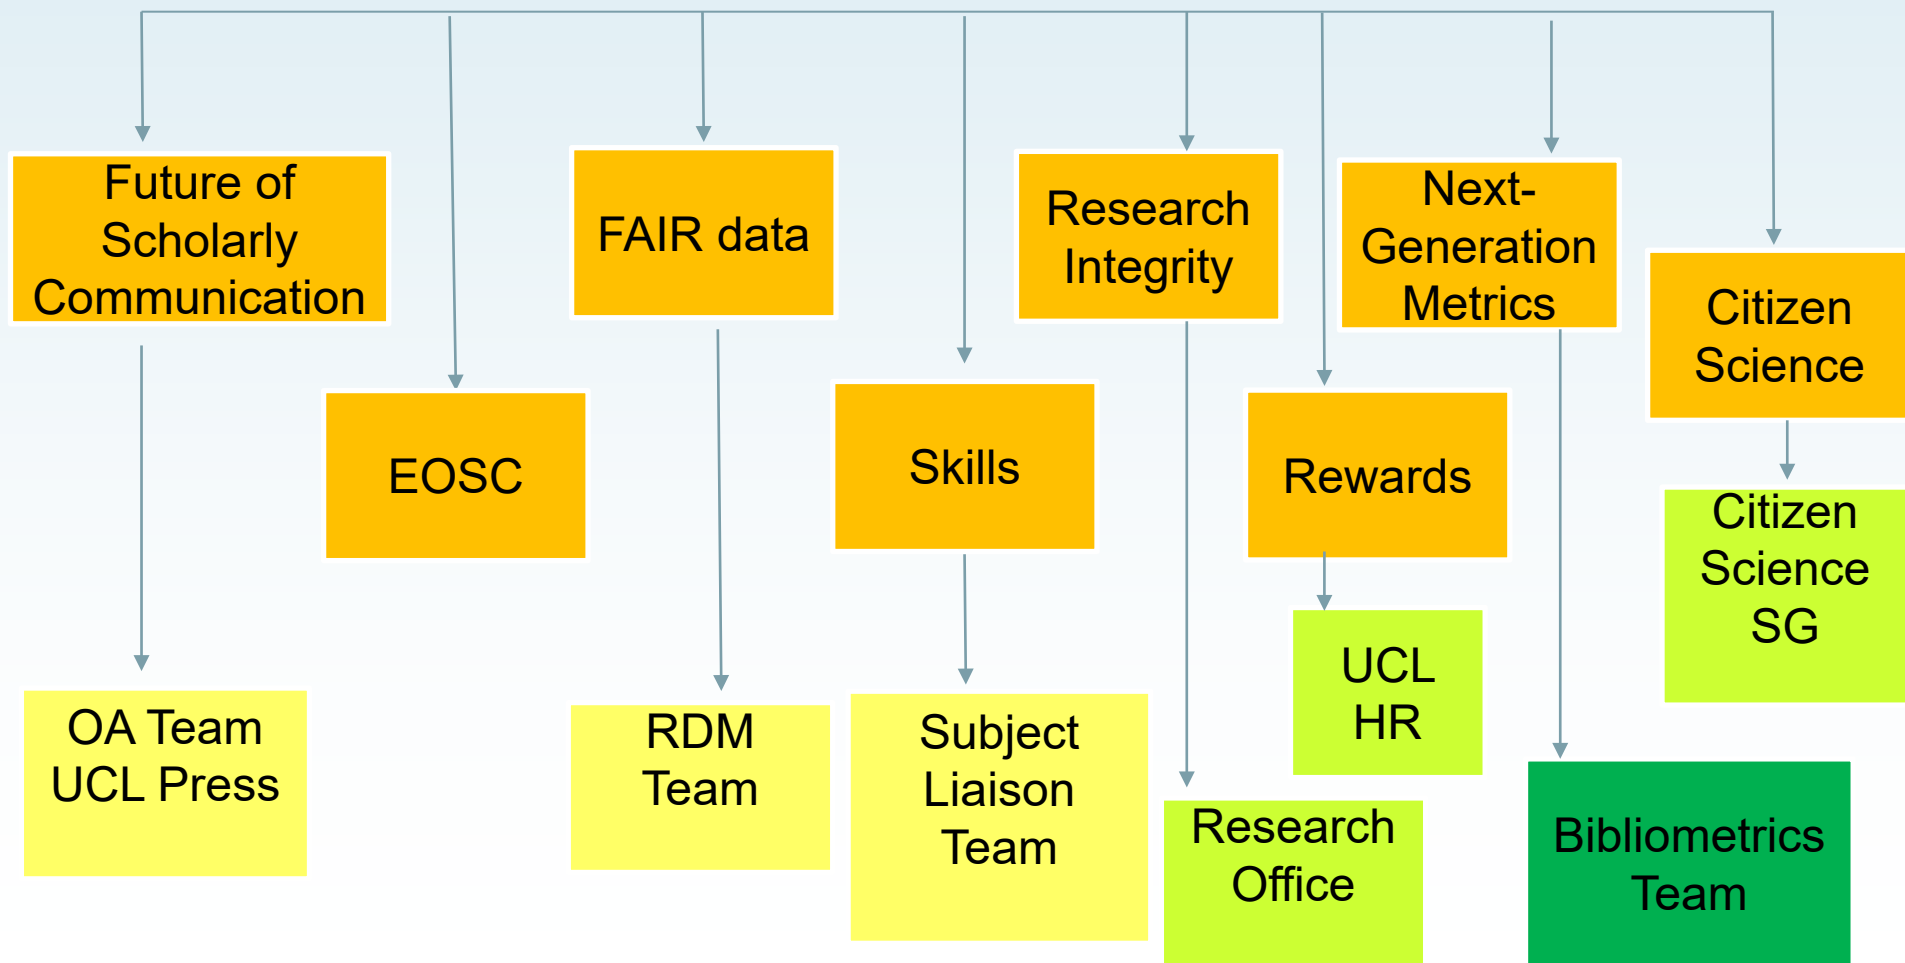 Future of
Scholarly
Communication
EOSC
FAIR data
Skills
Research
Integrity
Rewards
Next-
Generation
Metrics
Citizen
Science
OA Team
UCL Press
RDM
Team
Subject
Liaison
Team
Research
Office
UCL
HR
Bibliometrics
Team
Citizen
Science
SG